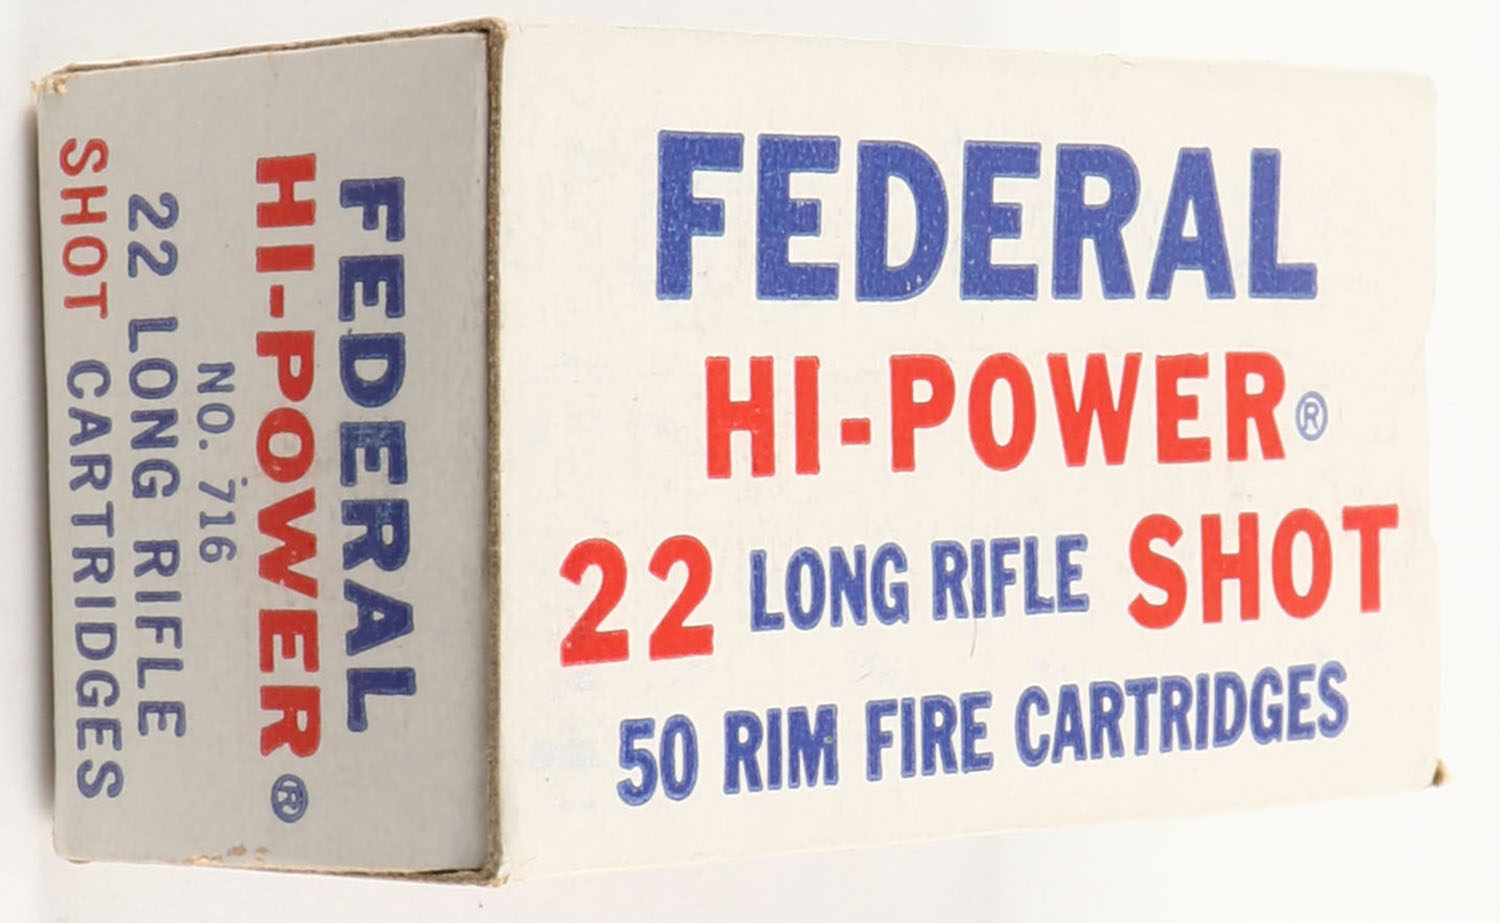 FEDERAL
HI-POWER®
22 LONG RIFLE SHOT
50 RIM FIRE CARTRIDGES
FEDERAL
HI-POWER®
NO. 716
22 LONG RIFLE
SHOT CARTRIDGES